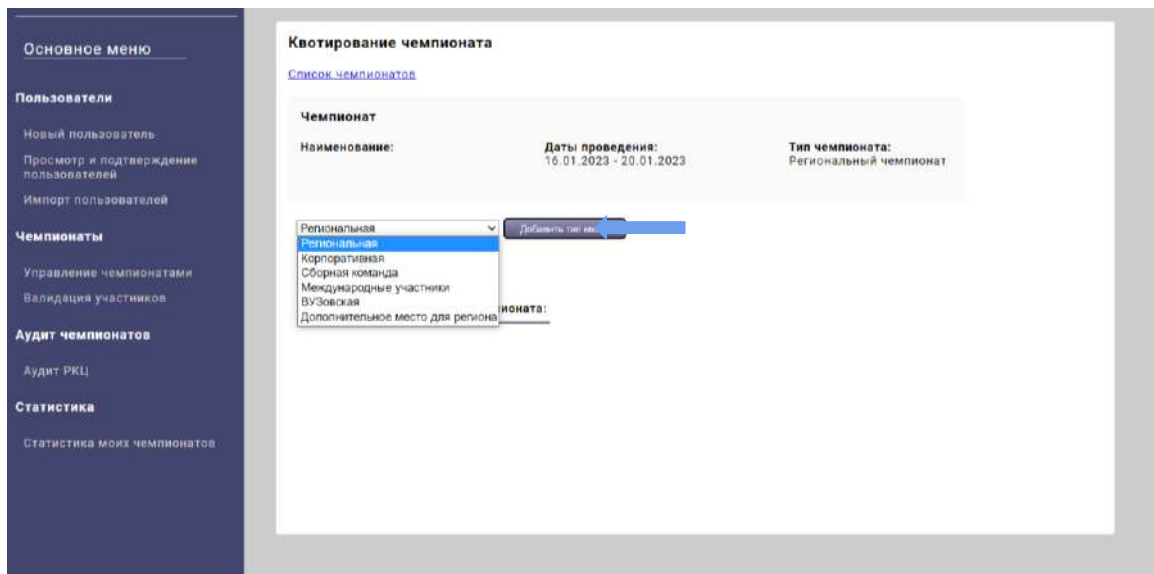 Основное меню
Пользователи
Новый пользователь
Просмотр и подтверждение
пользователей
Импорт пользователей
Чемпионаты
Управление чемпионатами
Валидация участников
Аудит чемпионатов
Аудит РКЦ
Статистика
Статистика моих чемпионатов
Квотирование чемпионата
Список чемпионатов
Чемпионат
Наименование:
Даты проведения:
16.01.2023 - 20.01.2023
Тип чемпионата:
Региональный чемпионат
Региональная
Добавить тип
Региональная
Корпоративная
Сборная команда
Международные участники
ВУЗовская
Дополнительное место для региона